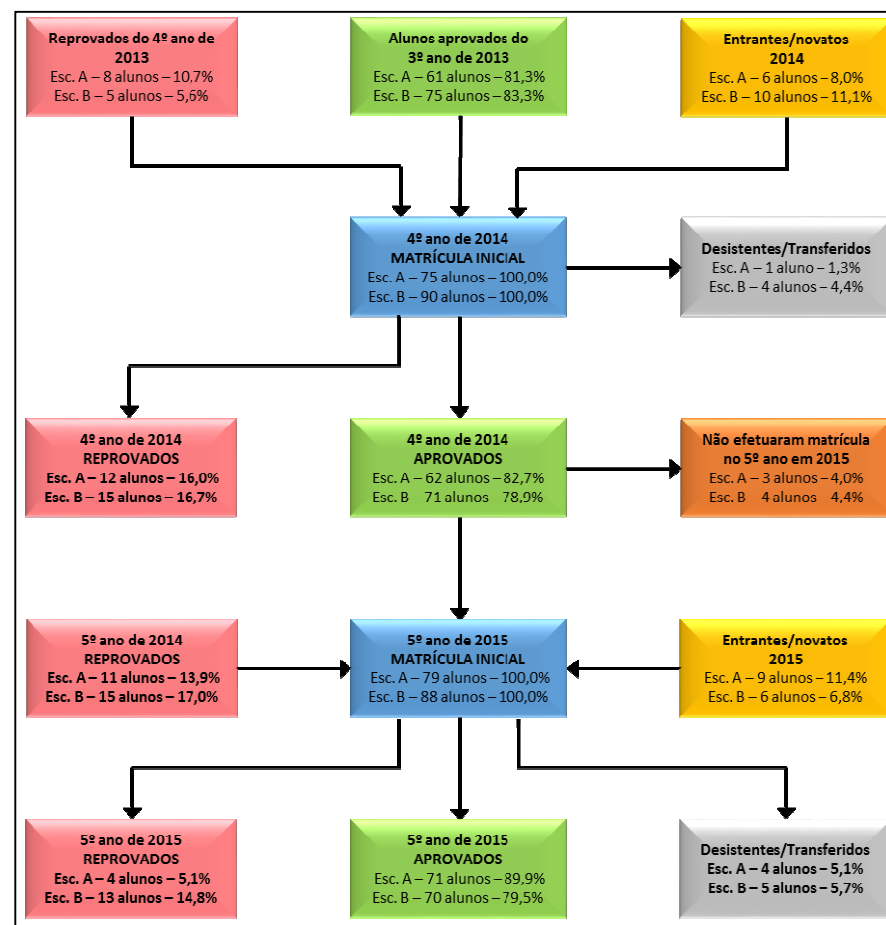 Reprovados do 4º ano de
2013
Esc. A – 8 alunos – 10,7%
Esc. B – 5 alunos – 5,6%
Alunos aprovados do
3º ano de 2013
Esc. A – 61 alunos – 81,3%
Esc. B – 75 alunos – 83,3%
Entrantes/novatos
2014
Esc. A – 6 alunos – 8,0%
Esc. B – 10 alunos – 11,1%
4º ano de 2014
MATRÍCULA INICIAL
Esc. A – 75 alunos – 100,0%
Esc. B – 90 alunos – 100,0%
Desistentes/Transferidos
Esc. A – 1 aluno – 1,3%
Esc. B – 4 alunos – 4,4%
4º ano de 2014
REPROVADOS
Esc. A – 12 alunos – 16,0%
Esc. B – 15 alunos – 16,7%
4º ano de 2014
APROVADOS
Esc. A – 62 alunos – 82,7%
Esc. B – 71 alunos – 78,9%
Não efetuaram matrícula
no 5º ano em 2015
Esc. A – 3 alunos – 4,0%
Esc. B – 4 alunos – 4,4%
5º ano de 2014
REPROVADOS
Esc. A – 11 alunos – 13,9%
Esc. B – 15 alunos – 17,0%
5º ano de 2015
MATRÍCULA INICIAL
Esc. A – 79 alunos – 100,0%
Esc. B – 88 alunos – 100,0%
Entrantes/novatos
2015
Esc. A – 9 alunos – 11,4%
Esc. B – 6 alunos – 6,8%
5º ano de 2015
REPROVADOS
Esc. A – 4 alunos – 5,1%
Esc. B – 13 alunos – 14,8%
5º ano de 2015
APROVADOS
Esc. A – 71 alunos – 89,9%
Esc. B – 70 alunos – 79,5%
Desistentes/Transferidos
Esc. A – 4 alunos – 5,1%
Esc. B – 5 alunos – 5,7%